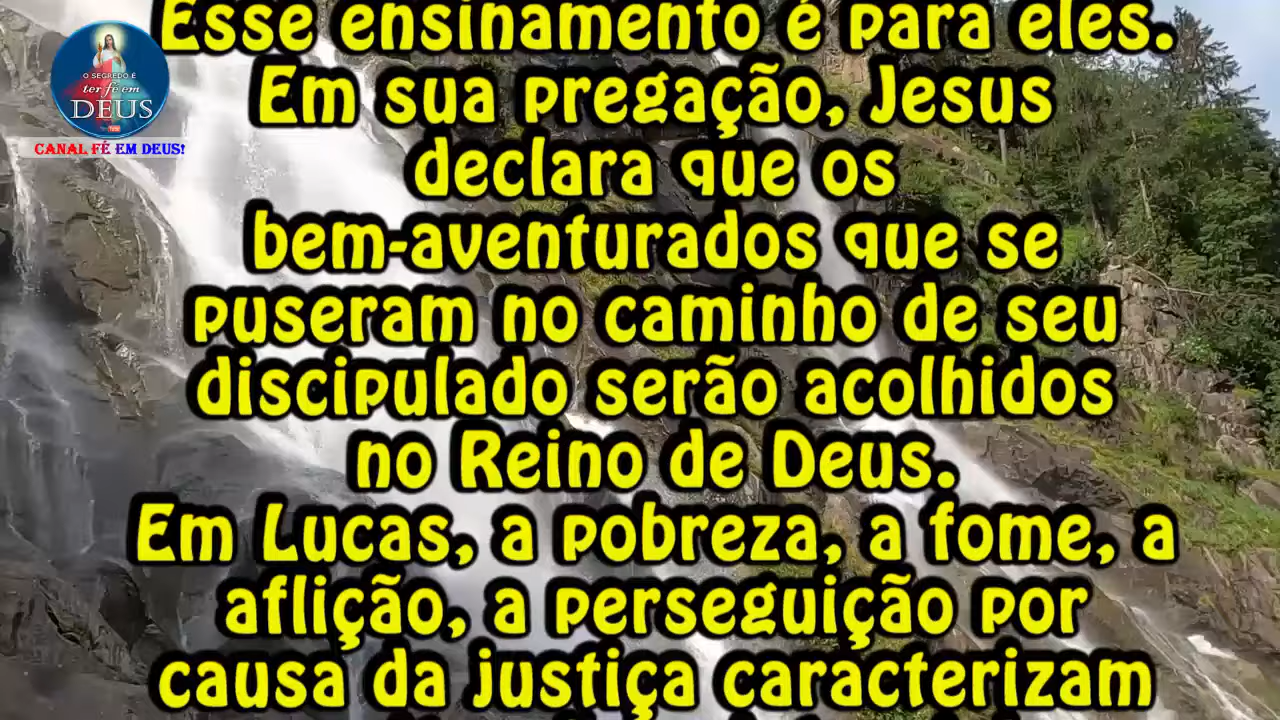 O SEGREDO É
ter fé em
DEUS
CANAL FÉ EM DEUS!
Esse ensinamento é para eles.
Em sua pregação, Jesus
declara que os
bem-aventurados que se
puseram no caminho de seu
discipulado serão acolhidos
no Reino de Deus.
Em Lucas, a pobreza, a fome, a
aflição, a perseguição por
causa da justiça caracterizam